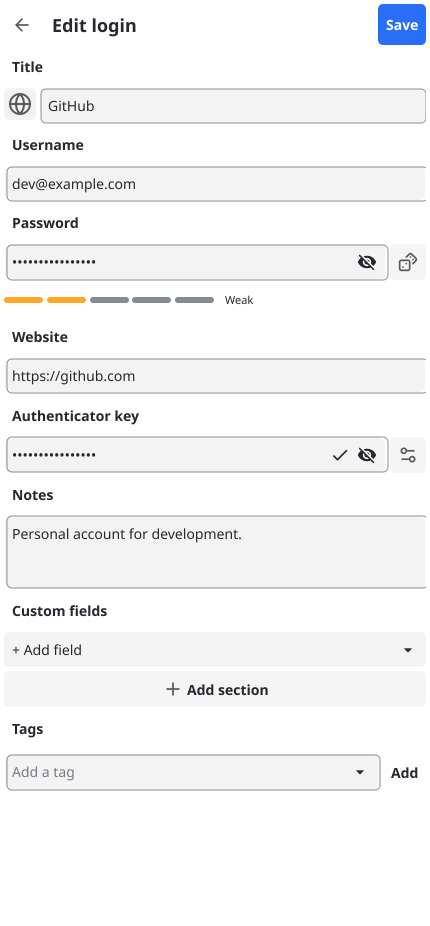 Edit login
Save
Title
GitHub
Username
dev@example.com
Password
••••••••••••••••
Weak
Website
https://github.com
Authenticator key
••••••••••••••••
Notes
Personal account for development.
Custom fields
+ Add field
Add section
Tags
Add a tag
Add